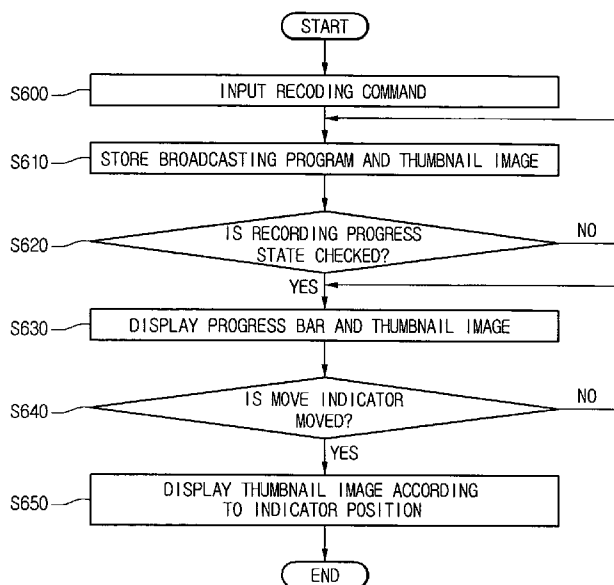 START
S600
INPUT RECODING COMMAND
S610
STORE BROADCASTING PROGRAM AND THUMBNAIL IMAGE
S620
IS RECORDING PROGRESS
STATE CHECKED?
NO
YES
S630
DISPLAY PROGRESS BAR AND THUMBNAIL IMAGE
S640
IS MOVE INDICATOR
MOVED?
NO
YES
S650
DISPLAY THUMBNAIL IMAGE ACCORDING
TO INDICATOR POSITION
END